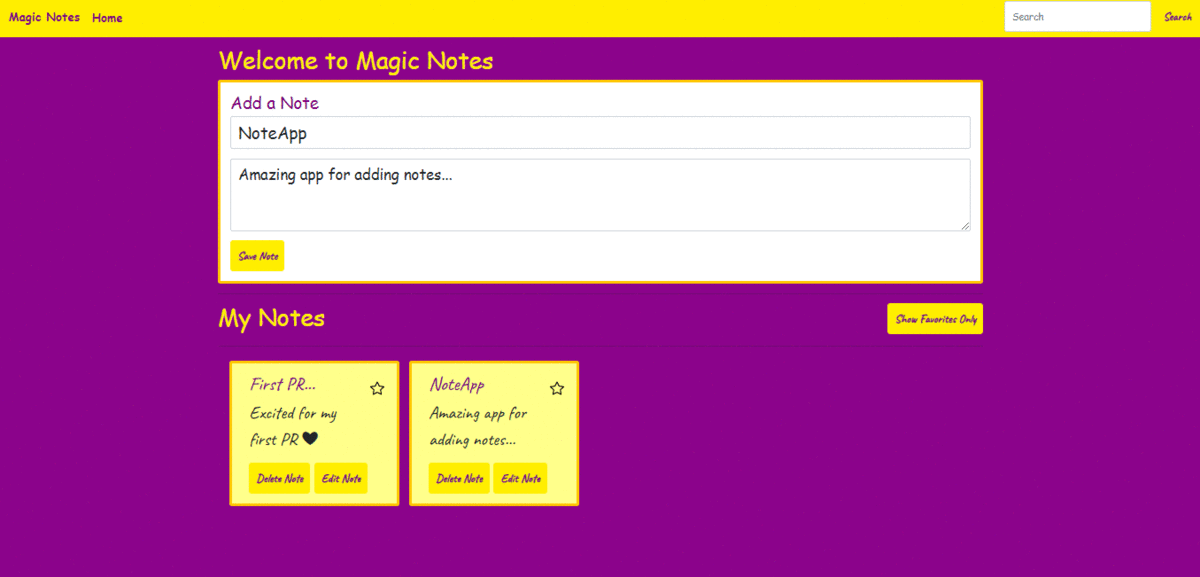 Magic Notes Home Search Search
Welcome to Magic Notes
Add a Note
NoteApp
Amazing app for adding notes...
Save Note
My Notes
Show Favorites Only
First PR...
Excited for my
first PR 🖤
Delete Note Edit Note
NoteApp
Amazing app for
adding notes...
Delete Note Edit Note